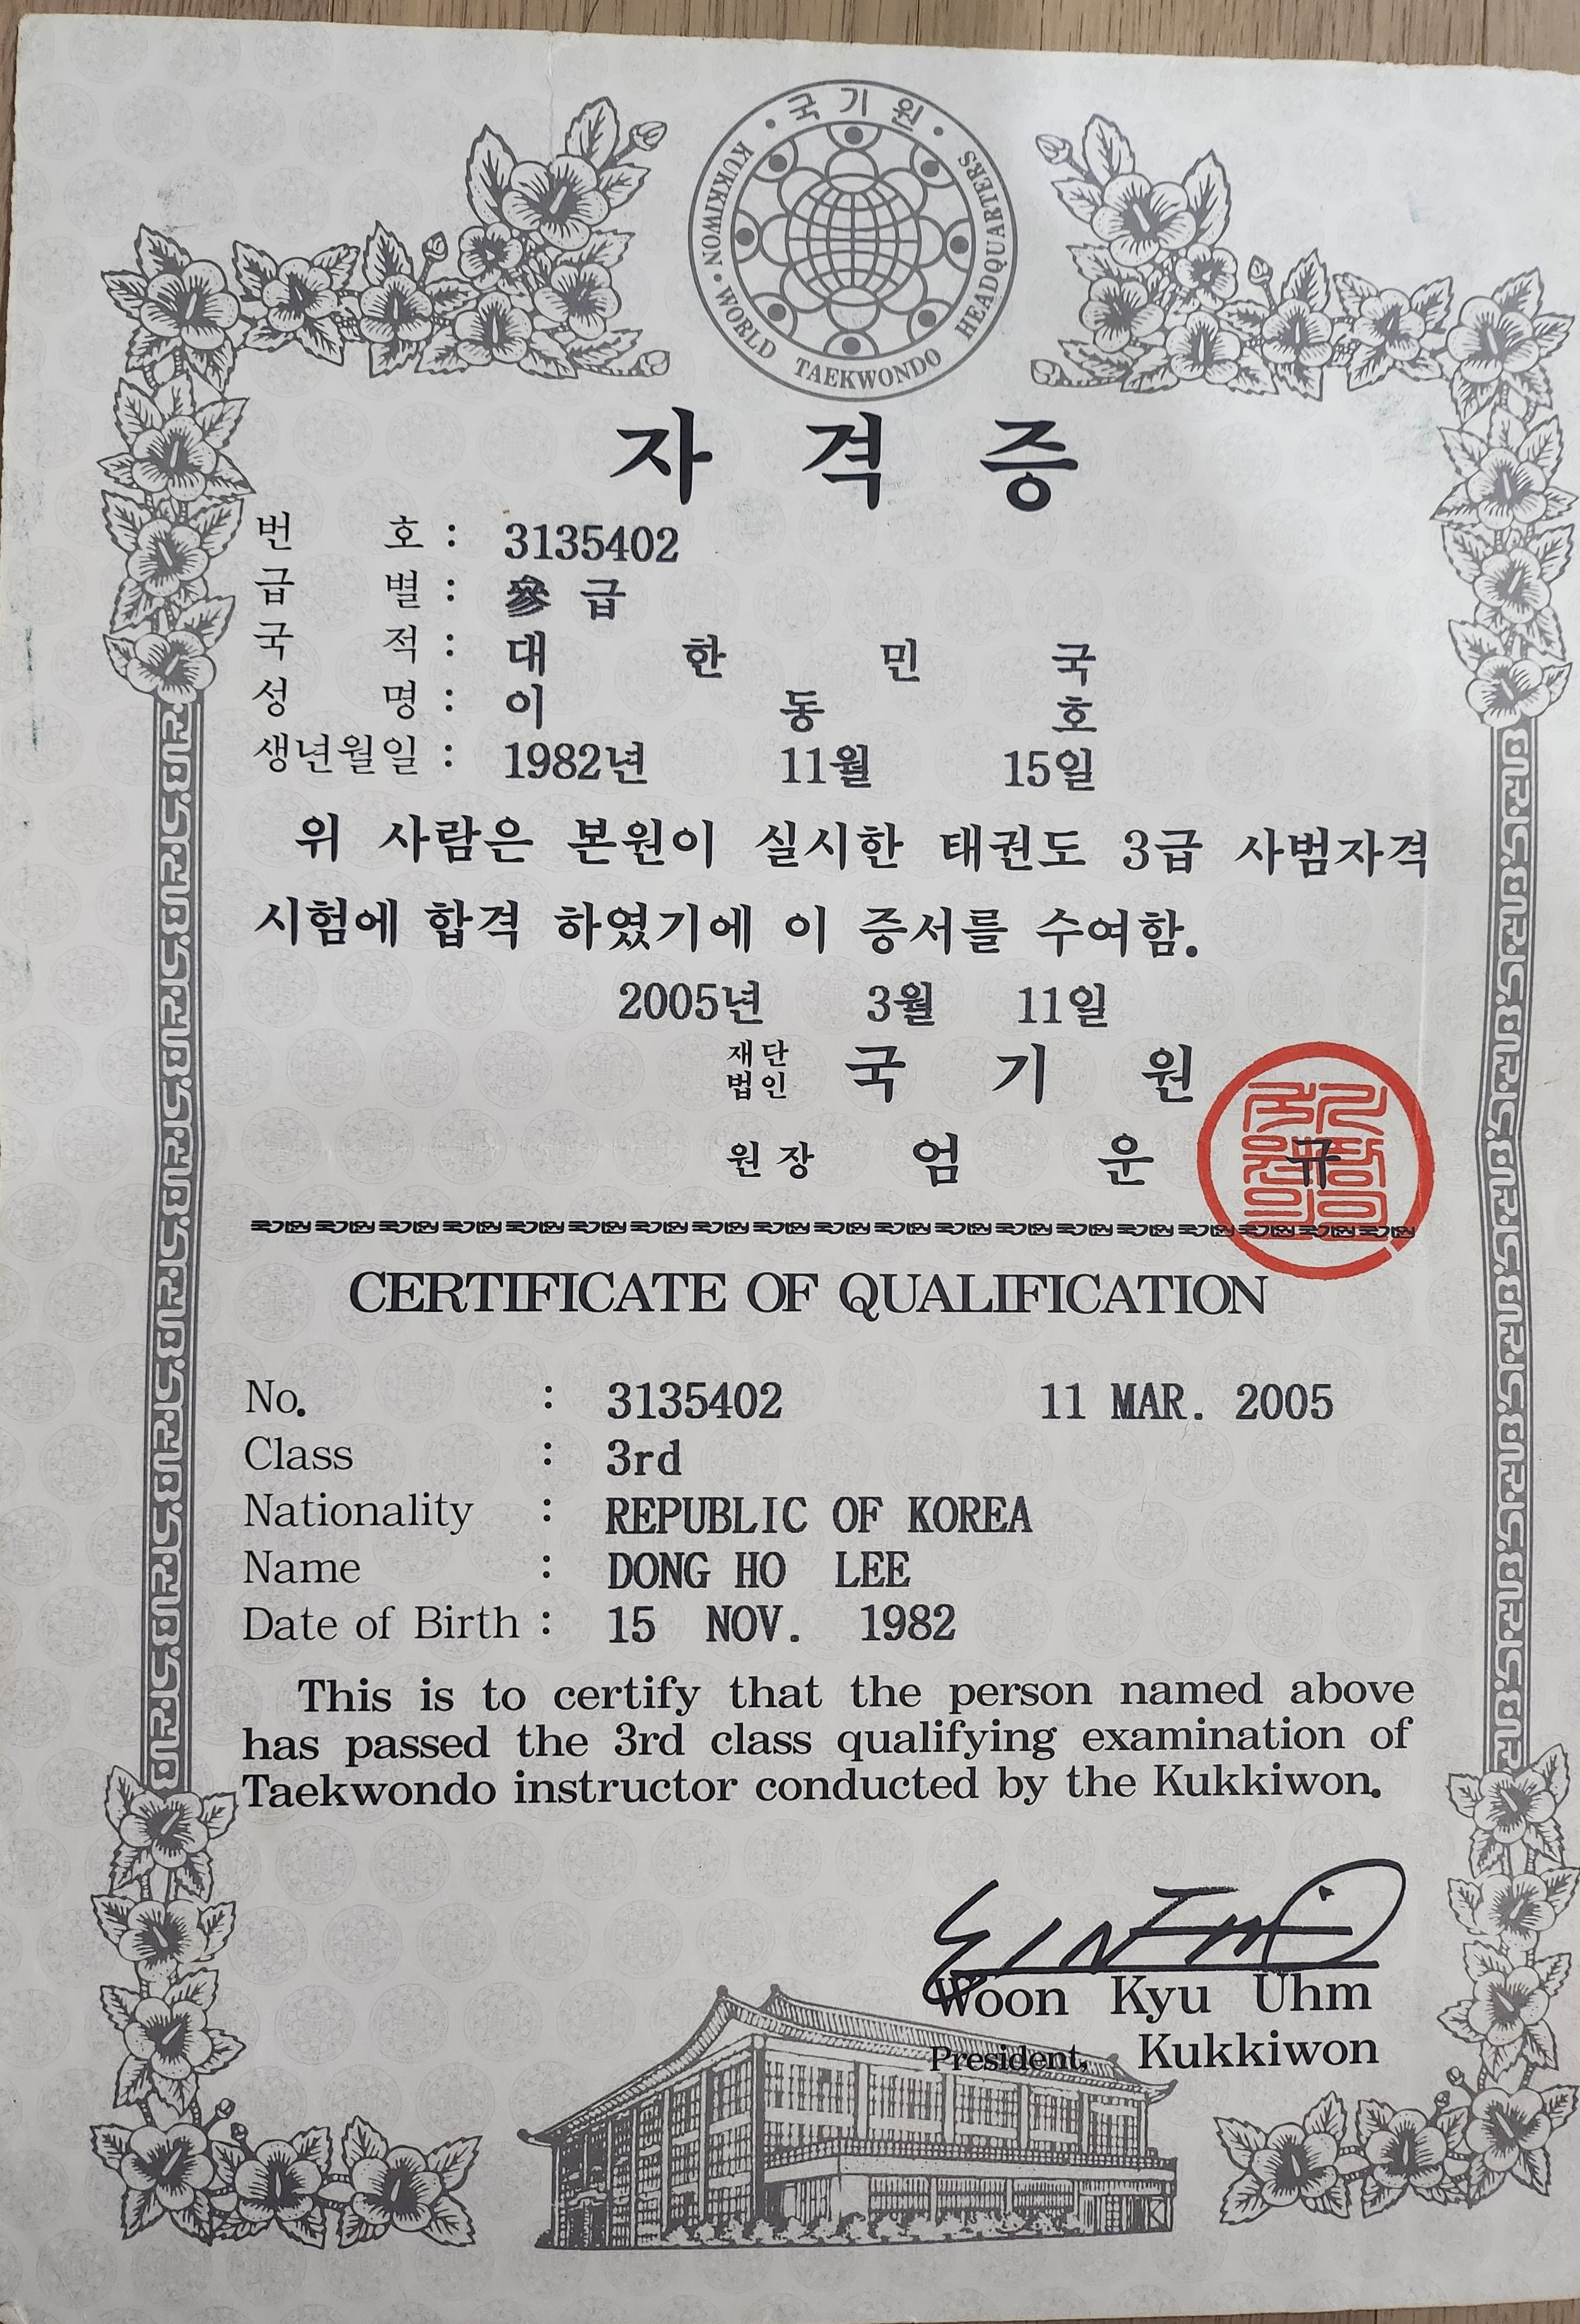 국기원
KUKKIWON • WORLD TAEKWONDO HEADQUARTERS
자 격 증
번 호 : 3135402
급 별 : 參 급
국 적 : 대 한 민 국
성 명 : 이 동 호
생년월일 : 1982년 11월 15일
위 사람은 본원이 실시한 태권도 3급 사범자격
시험에 합격 하였기에 이 증서를 수여함.
2005년 3월 11일
재단
법인 국 기 원
원장 엄 운 규
CERTIFICATE OF QUALIFICATION
No. : 3135402 11 MAR. 2005
Class : 3rd
Nationality : REPUBLIC OF KOREA
Name : DONG HO LEE
Date of Birth : 15 NOV. 1982
This is to certify that the person named above
has passed the 3rd class qualifying examination of
Taekwondo instructor conducted by the Kukkiwon.
Woon Kyu Uhm
President, Kukkiwon